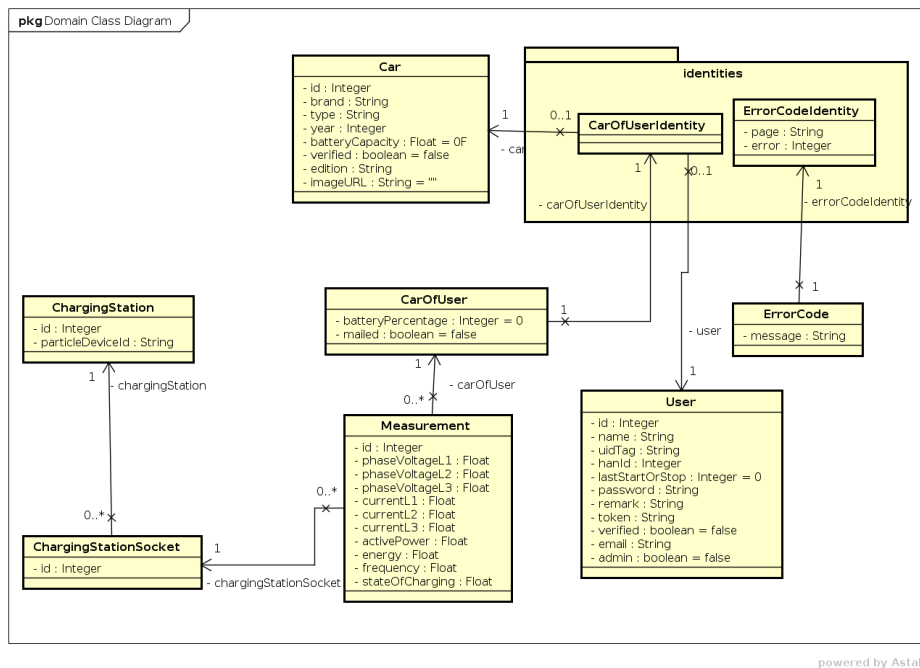 pkg Domain Class Diagram
Car
- id : Integer
- brand : String
- type : String
- year : Integer
- batteryCapacity : Float = 0F
- verified : boolean = false
- edition : String
- imageURL : String = ""
identities
CarOfUserIdentity
ErrorCodeIdentity
- page : String
- error : Integer
1
0..1
- car
1
0..1
1
- carOfUserIdentity
- errorCodeIdentity
ChargingStation
- id : Integer
- particleDeviceId : String
CarOfUser
- batteryPercentage : Integer = 0
- mailed : boolean = false
1
1
ErrorCode
- message : String
- user
1
- chargingStation
1
- carOfUser
0..*
1
User
- id : Integer
- name : String
- uidTag : String
- hanId : Integer
- lastStartOrStop : Integer = 0
- password : String
- remark : String
- token : String
- verified : boolean = false
- email : String
- admin : boolean = false
Measurement
- id : Integer
- phaseVoltageL1 : Float
- phaseVoltageL2 : Float
- phaseVoltageL3 : Float
- currentL1 : Float
- currentL2 : Float
- currentL3 : Float
- activePower : Float
- energy : Float
- frequency : Float
- stateOfCharging : Float
0..*
0..*
1
ChargingStationSocket
- id : Integer
- chargingStationSocket
powered by Asta